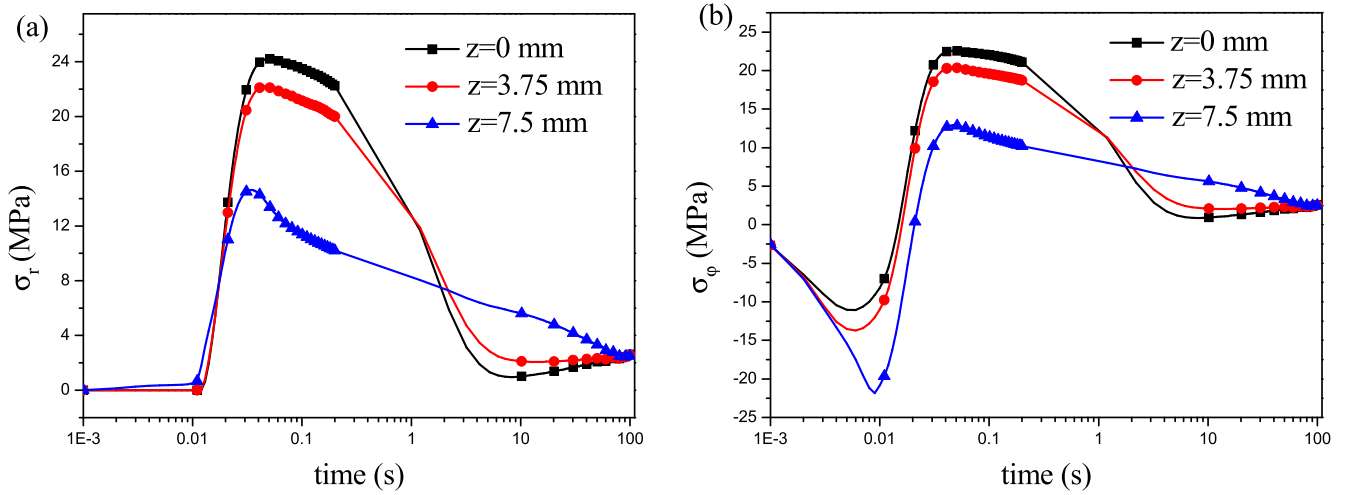 (a)
z=0 mm
z=3.75 mm
z=7.5 mm
24
20
16
12
8
4
0
σr (MPa)
1E-3
0.01
0.1
1
10
100
time (s)
(b)
z=0 mm
z=3.75 mm
z=7.5 mm
25
20
15
10
5
0
-5
-10
-15
-20
-25
σφ (MPa)
1E-3
0.01
0.1
1
10
100
time (s)